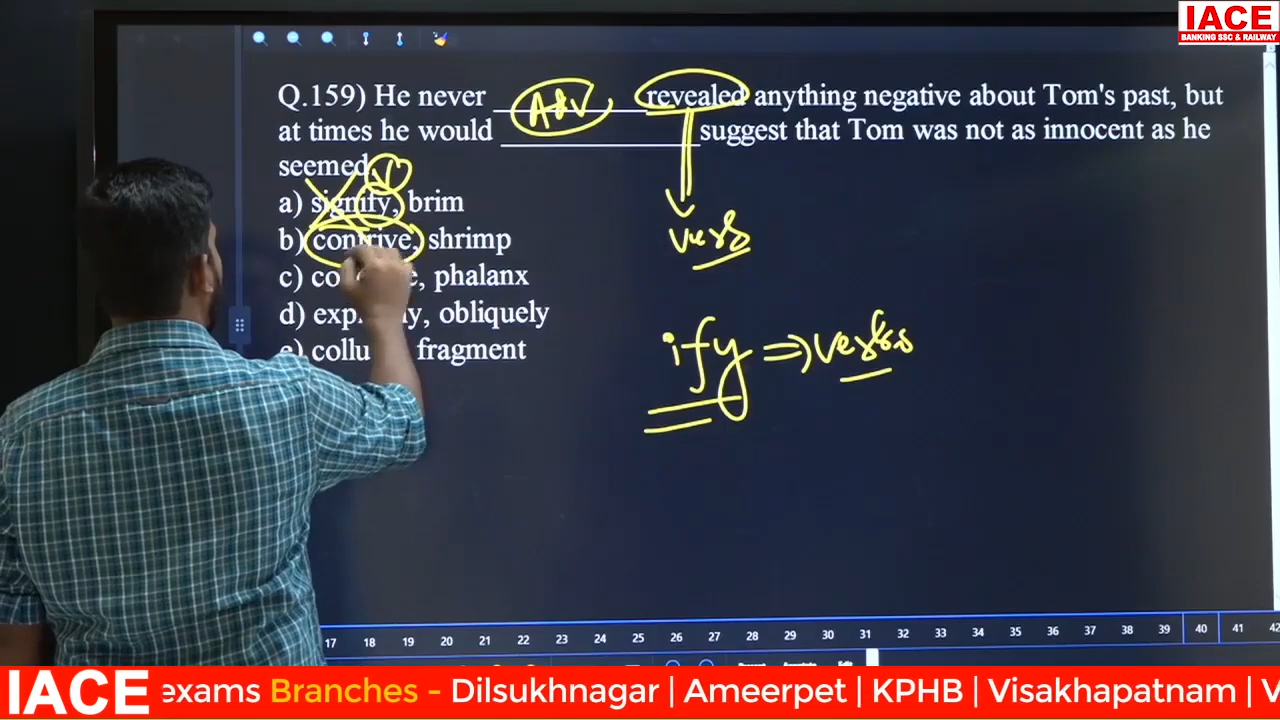 IACE
BANKING SSC & RAILWAY
Q.159) He never ____ Adv ____ revealed anything negative about Tom's past, but
at times he would ____ suggest that Tom was not as innocent as he
seemed.
V
a) signify, brim
b) contrive, shrimp
phalanx
obliquely
fragment
verb
ify ⇒ verbs
17 18 19 20 21 22 23 24 25 26 27 28 29 30 31 32 33 34 35 36 37 38 39 40 41 42
IACE exams Branches - Dilsukhnagar | Ameerpet | KPHB | Visakhapatnam | V